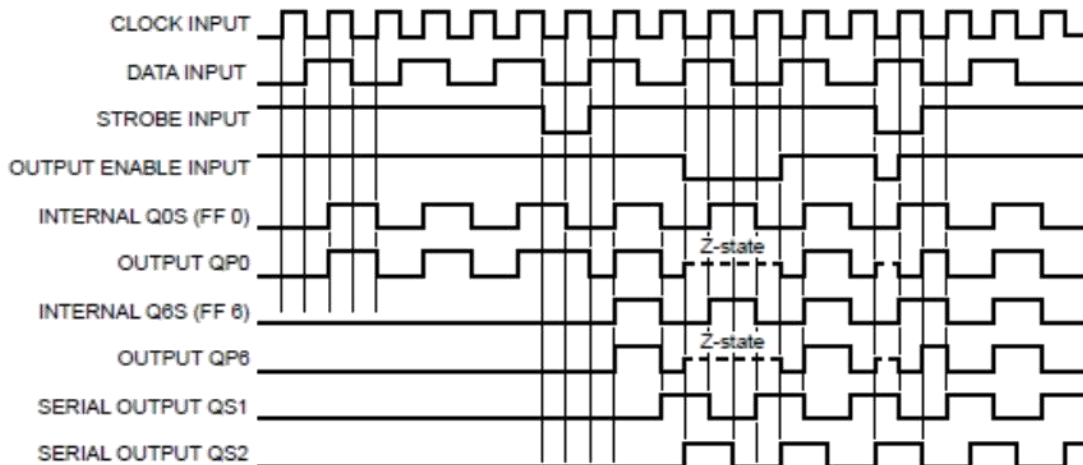 CLOCK INPUT
DATA INPUT
STROBE INPUT
OUTPUT ENABLE INPUT
INTERNAL Q0S (FF 0)
Z-state
OUTPUT QP0
INTERNAL Q6S (FF 6)
Z-state
OUTPUT QP6
SERIAL OUTPUT QS1
SERIAL OUTPUT QS2